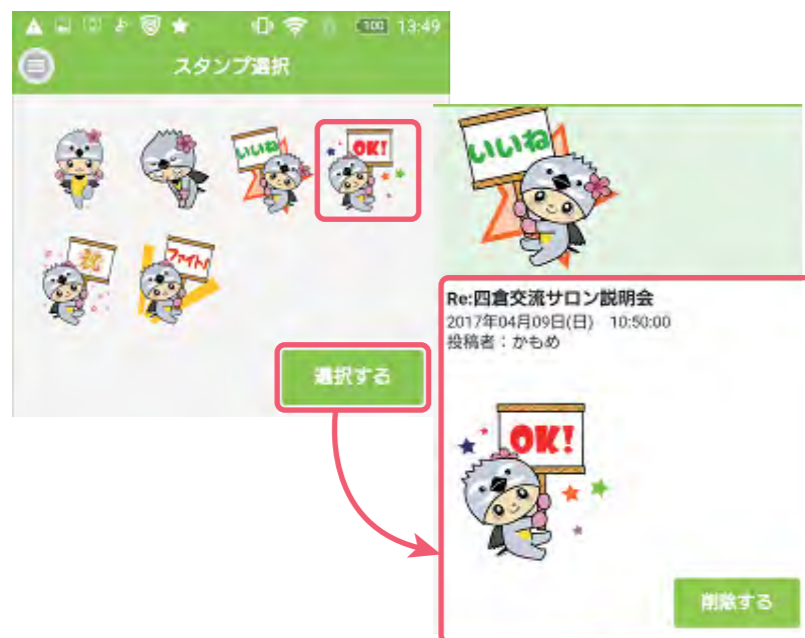 100 13:49
スタンプ選択
いいね
OK!
祝
ファイト!
選択する
いいね
Re:四倉交流サロン説明会
2017年04月09日(日) 10:50:00
投稿者：かもめ
OK!
削除する